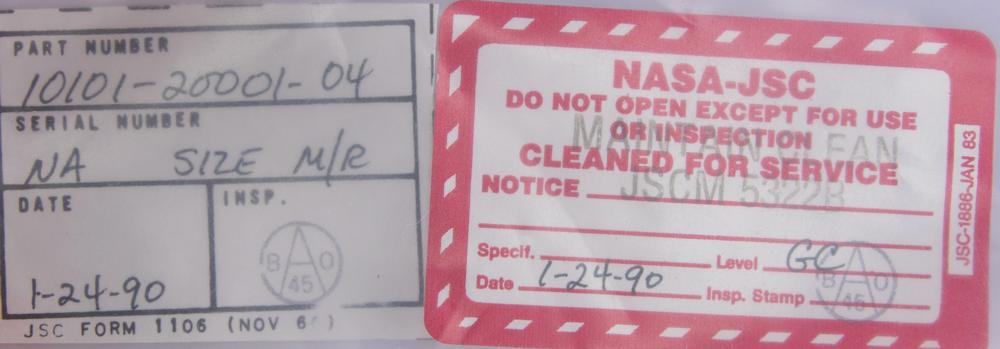 PART NUMBER
10101-20001-04
SERIAL NUMBER
NA SIZE M/R
DATE
1-24-90
INSP.
A
B O
45
JSC FORM 1106 (NOV 6 )
NASA-JSC
DO NOT OPEN EXCEPT FOR USE
OR INSPECTION
MAINTAIN CLEAN
CLEANED FOR SERVICE
JSCM 5322B
NOTICE
Specif. Level GC
Date 1-24-90 Insp. Stamp
A
B O
45
JSC-1886-JAN 83